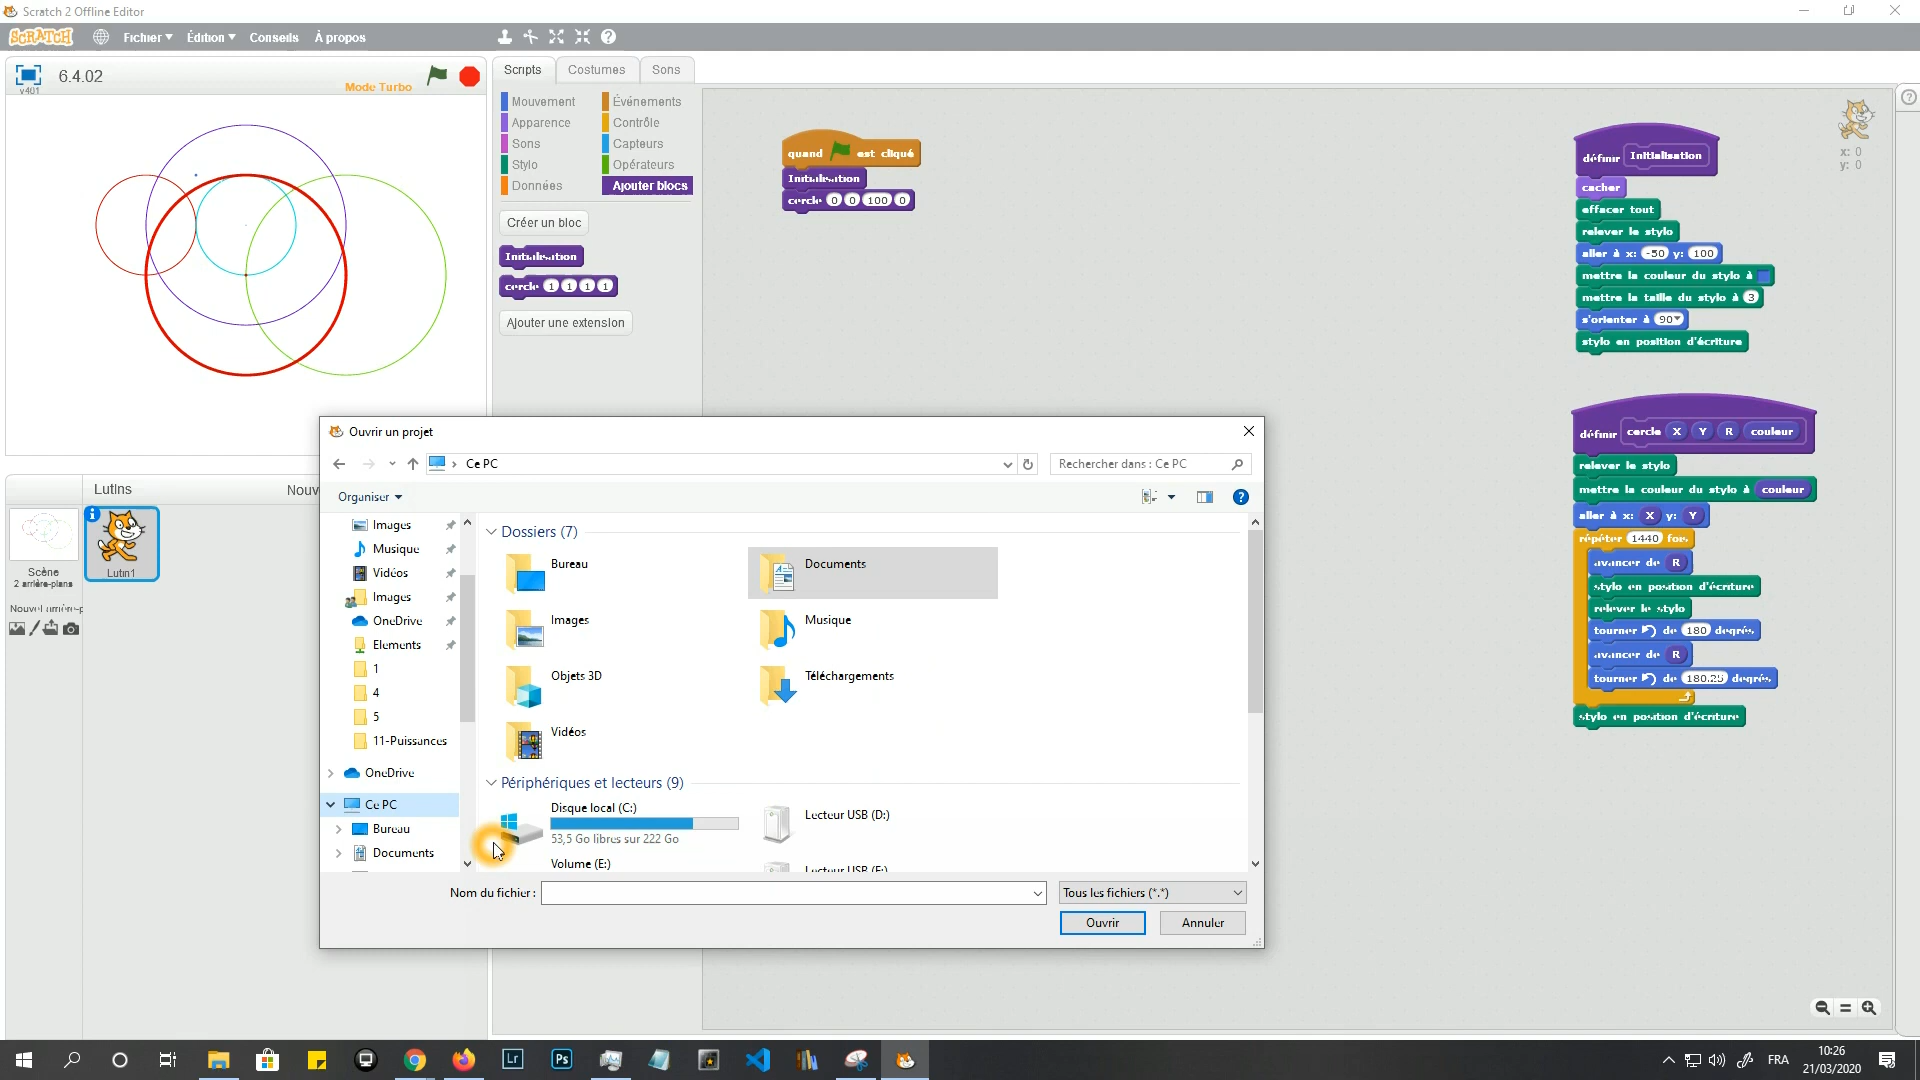 Scratch 2 Offline Editor
SCRATCH Fichier Édition Conseils À propos
v461 6.4.02 Mode Turbo
Scripts Costumes Sons
Mouvement Événements
Apparence Contrôle
Sons Capteurs
Stylo Opérateurs
Données Ajouter blocs
Créer un bloc
Initialisation
cercle 1 1 1 1
Ajouter une extension
quand est cliqué
Initialisation
cercle 0 0 100 0
x: 0
y: 0
définir Initialisation
cacher
effacer tout
relever le stylo
aller à x: -50 y: 100
mettre la couleur du stylo à
mettre la taille du stylo à 3
s'orienter à 90
stylo en position d'écriture
définir cercle X Y R couleur
relever le stylo
mettre la couleur du stylo à couleur
aller à x: X y: Y
répéter 1440 fois
avancer de R
stylo en position d'écriture
relever le stylo
tourner de 180 degrés
avancer de R
tourner de 180.25 degrés
stylo en position d'écriture
Lutins Nouv
Scène
2 arrière-plans
Lutin1
Nouvel arrière-p
Ouvrir un projet
Ce PC
Rechercher dans : Ce PC
Organiser
Images
Musique
Vidéos
Images
OneDrive
Elements
1
4
5
11-Puissances
OneDrive
Ce PC
Bureau
Documents
Dossiers (7)
Bureau Documents
Images Musique
Objets 3D Téléchargements
Vidéos
Périphériques et lecteurs (9)
Disque local (C:) Lecteur USB (D:)
53,5 Go libres sur 222 Go
Volume (E:) Lecteur USB (F:)
Nom du fichier : Tous les fichiers (*.*)
Ouvrir Annuler
Lr Ps
FRA
10:26
21/03/2020